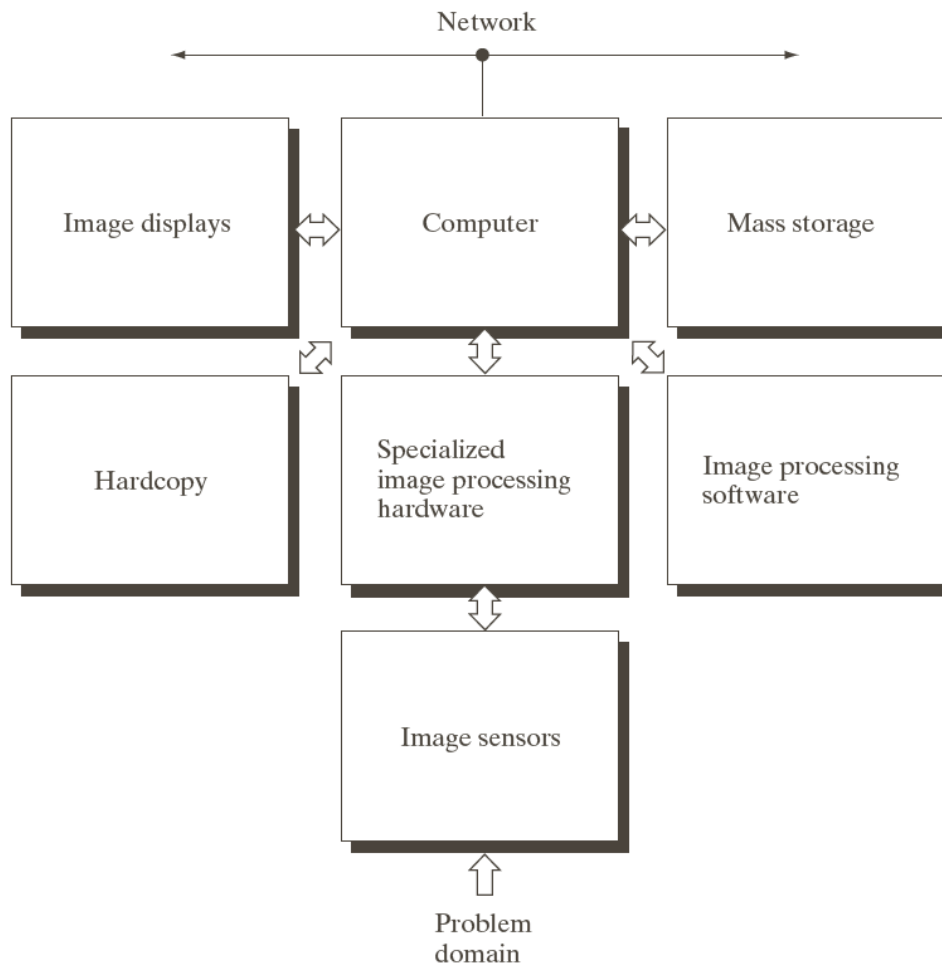 Network
Image displays
Computer
Mass storage
Hardcopy
Specialized
image processing
hardware
Image processing
software
Image sensors
Problem
domain